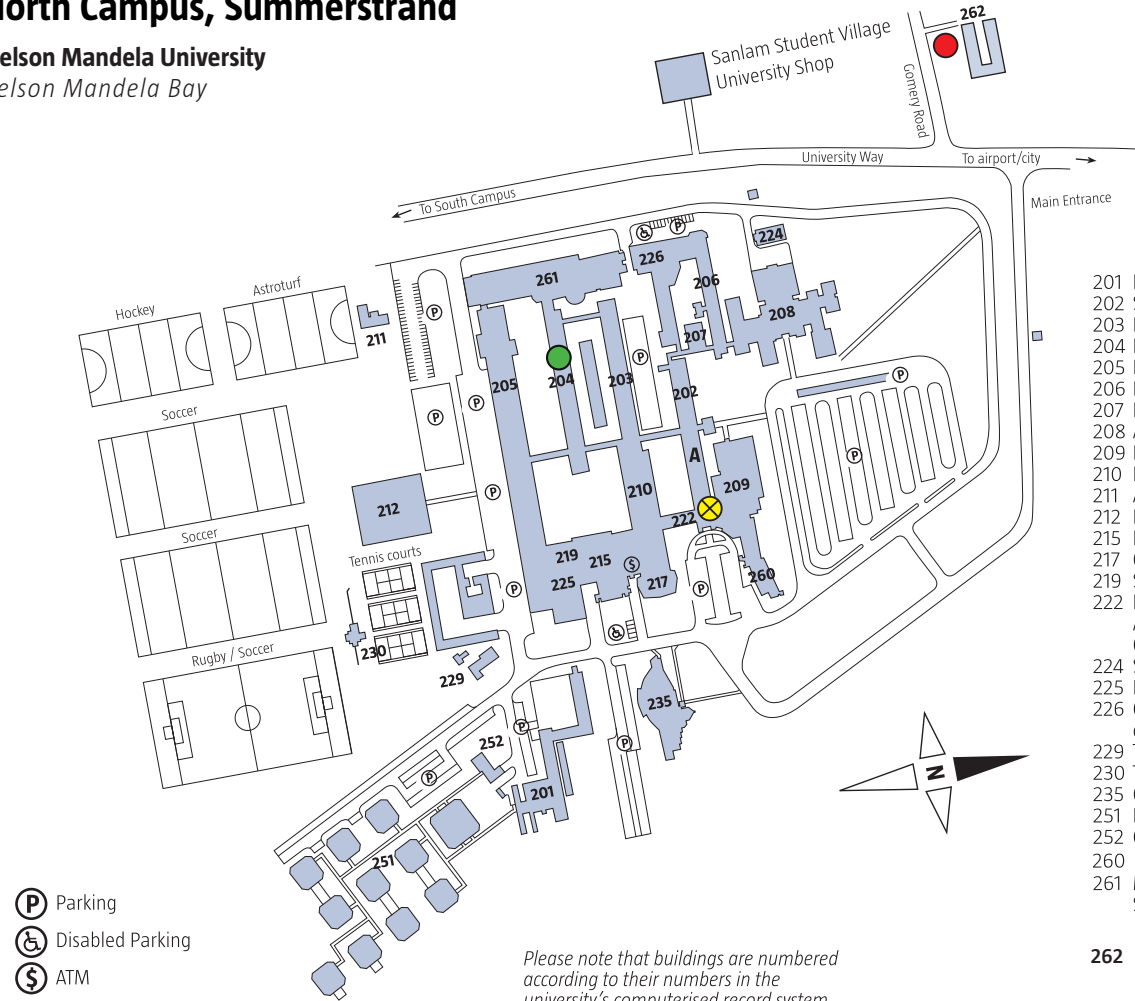 North Campus, Summerstrand
elson Mandela University
elson Mandela Bay
262
Sanlam Student Village
University Shop
Gomery Road
University Way
To airport/city
To South Campus
Main Entrance
224
226
261
206
Astroturf
Hockey
211
208
207
P
205
204
203
202
Soccer
A
209
210
212
222
Soccer
219
215
Tennis courts
225
217
260
$
230
Rugby / Soccer
229
235
252
201
251
N
201
202
203
204
205
206
207
208
209
210
211
212
215
217
219
222
224
225
226
229
230
235
251
252
260
261
262
P Parking
Disabled Parking
$ ATM
Please note that buildings are numbered
according to their numbers in the
university's computerised record system